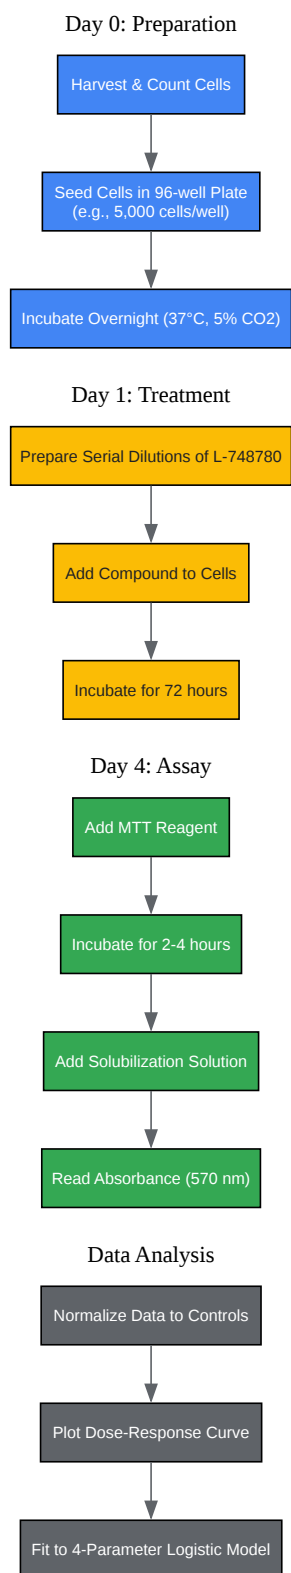 Day 0: Preparation
Harvest & Count Cells
Seed Cells in 96-well Plate
(e.g., 5,000 cells/well)
Incubate Overnight (37°C, 5% CO2)
Day 1: Treatment
Prepare Serial Dilutions of L-748780
Add Compound to Cells
Incubate for 72 hours
Day 4: Assay
Add MTT Reagent
Incubate for 2-4 hours
Add Solubilization Solution
Read Absorbance (570 nm)
Data Analysis
Normalize Data to Controls
Plot Dose-Response Curve
Fit to 4-Parameter Logistic Model